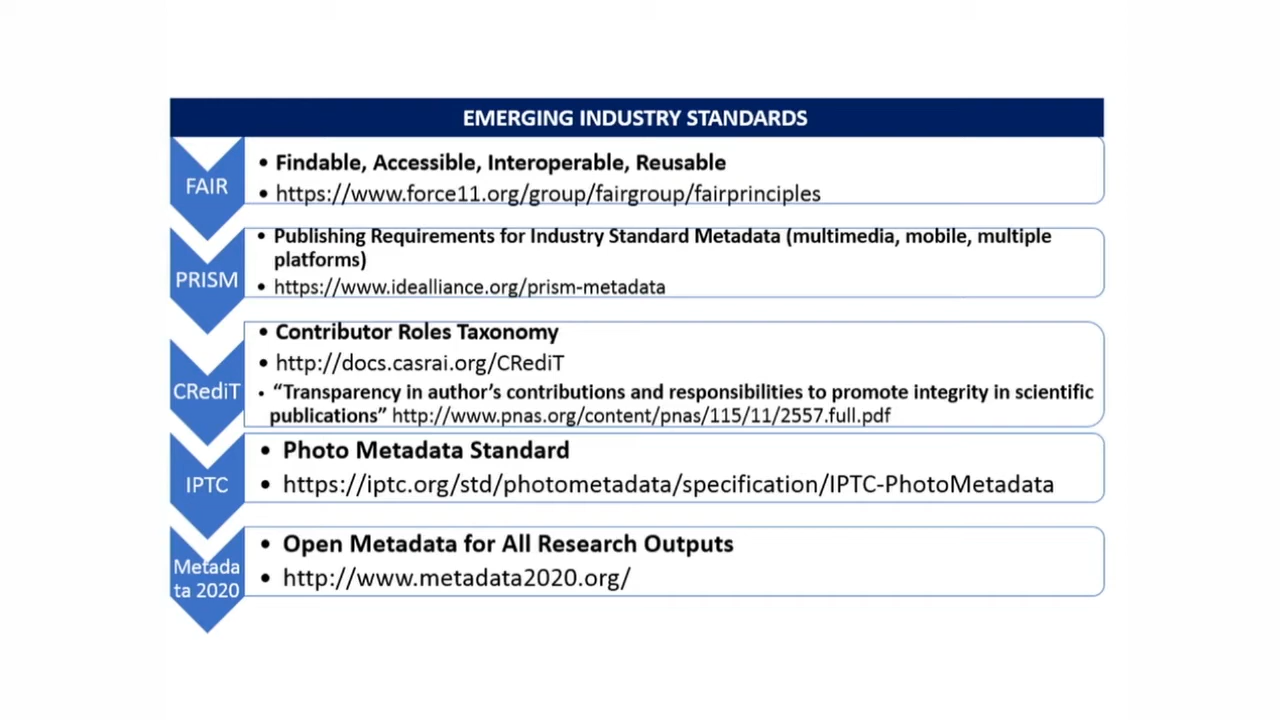 EMERGING INDUSTRY STANDARDS
FAIR
• Findable, Accessible, Interoperable, Reusable
• https://www.force11.org/group/fairgroup/fairprinciples
PRISM
• Publishing Requirements for Industry Standard Metadata (multimedia, mobile, multiple
platforms)
• https://www.idealliance.org/prism-metadata
CRediT
• Contributor Roles Taxonomy
• http://docs.casrai.org/CRediT
• “Transparency in author’s contributions and responsibilities to promote integrity in scientific
publications” http://www.pnas.org/content/pnas/115/11/2557.full.pdf
IPTC
• Photo Metadata Standard
• https://iptc.org/std/photometadata/specification/IPTC-PhotoMetadata
Metada
ta 2020
• Open Metadata for All Research Outputs
• http://www.metadata2020.org/